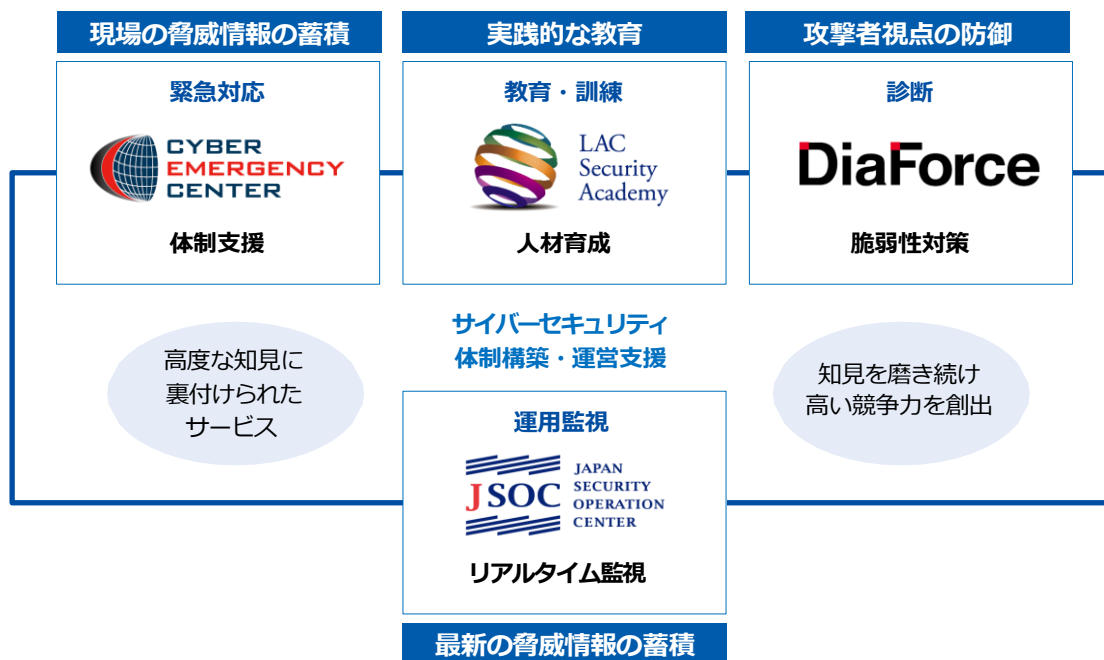 現場の脅威情報の蓄積
実践的な教育
攻撃者視点の防御
緊急対応
CYBER
EMERGENCY
CENTER
体制支援
教育・訓練
LAC
Security
Academy
人材育成
診断
DiaForce
脆弱性対策
サイバーセキュリティ
体制構築・運営支援
高度な知見に
裏付けられた
サービス
知見を磨き続け
高い競争力を創出
運用監視
JSOC
JAPAN
SECURITY
OPERATION
CENTER
リアルタイム監視
最新の脅威情報の蓄積